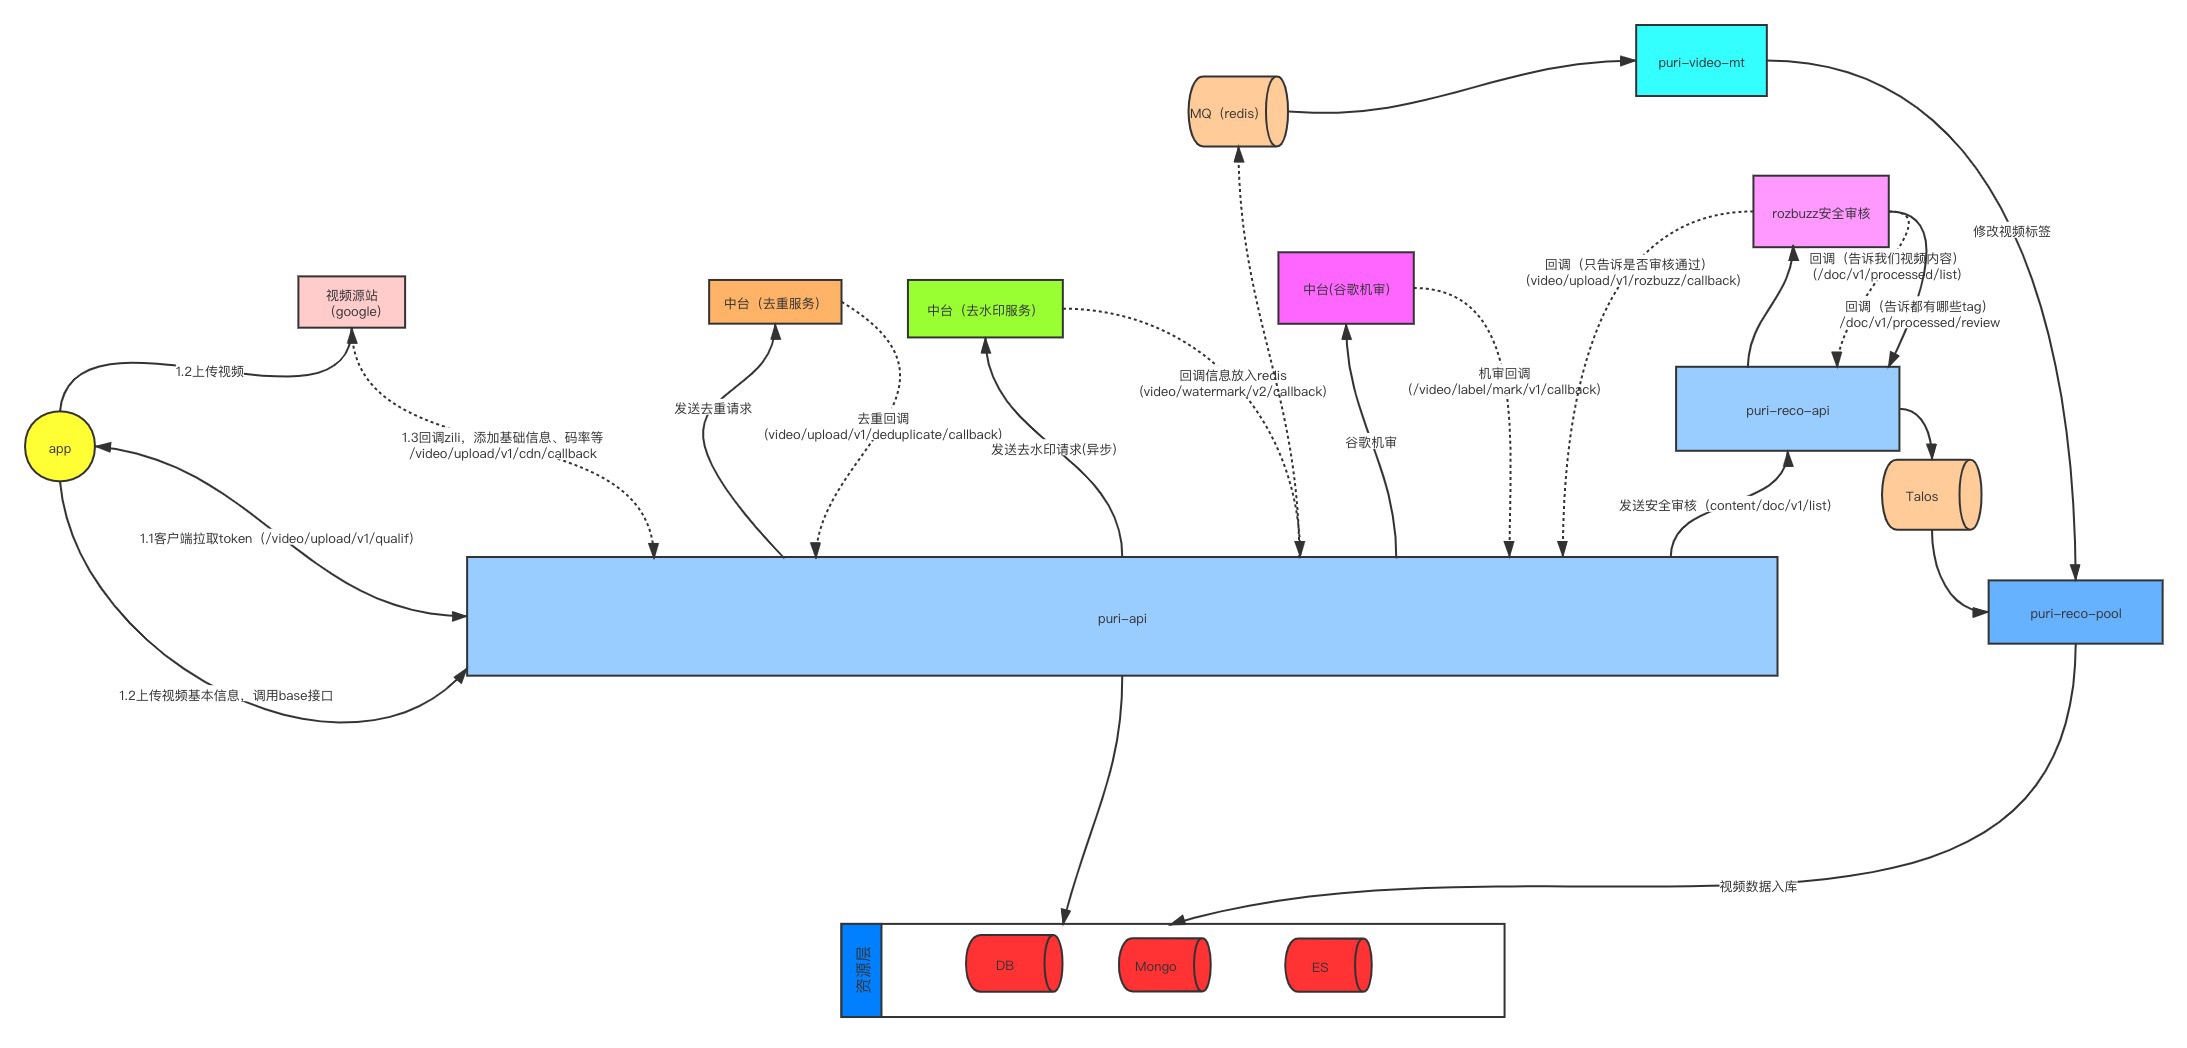 puri-video-mt
MQ（redis）
rozbuzz安全审核
修改视频标签
回调（告诉我们视频内容）
(/doc/v1/processed/list)
回调（只告诉是否审核通过）
(video/upload/v1/rozbuzz/callback)
视频源站
（google）
中台（去重服务）
中台（去水印服务）
中台(谷歌机审)
回调（告诉都有哪些tag）
/doc/v1/processed/review
1.2上传视频
回调信息放入redis
(video/watermark/v2/callback)
机审回调
(/video/label/mark/v1/callback)
发送去重请求
puri-reco-api
去重回调
(video/upload/v1/deduplicate/callback)
1.3回调zili，添加基础信息、码率等
/video/upload/v1/cdn/callback
app
发送去水印请求(异步)
谷歌机审
Talos
发送安全审核（content/doc/v1/list)
1.1客户端拉取token（/video/upload/v1/qualif)
puri-api
puri-reco-pool
1.2上传视频基本信息，调用base接口
视频数据入库
资源层
DB
Mongo
ES